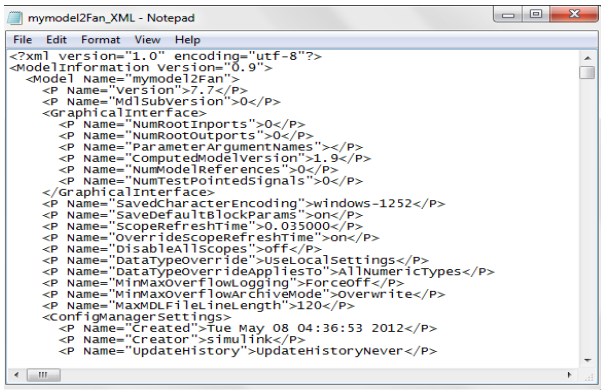 mymodel2Fan_XML - Notepad
File Edit Format View Help
<?xml version="1.0" encoding="utf-8"?>
<ModelInformation Version="0.9">
<Model Name="mymodel2Fan">
<P Name="Version">7.7</P>
<P Name="MdlSubVersion">0</P>
<GraphicalInterface>
<P Name="NumRootInports">0</P>
<P Name="NumRootOutports">0</P>
<P Name="ParameterArgumentNames"></P>
<P Name="ComputedModelVersion">1.9</P>
<P Name="NumModelReferences">0</P>
<P Name="NumTestPointedSignals">0</P>
</GraphicalInterface>
<P Name="SavedCharacterEncoding">windows-1252</P>
<P Name="SaveDefaultBlockParams">on</P>
<P Name="ScopeRefreshTime">0.035000</P>
<P Name="OverrideScopeRefreshTime">on</P>
<P Name="DisableAllScopes">off</P>
<P Name="DataTypeOverride">UseLocalSettings</P>
<P Name="DataTypeOverrideAppliesTo">AllNumericTypes</P>
<P Name="MinMaxOverflowLogging">ForceOff</P>
<P Name="MinMaxOverflowArchiveMode">Overwrite</P>
<P Name="MaxMDLFileLineLength">120</P>
<ConfigManagerSettings>
<P Name="Created">Tue May 08 04:36:53 2012</P>
<P Name="Creator">simulink</P>
<P Name="UpdateHistory">UpdateHistoryNever</P>